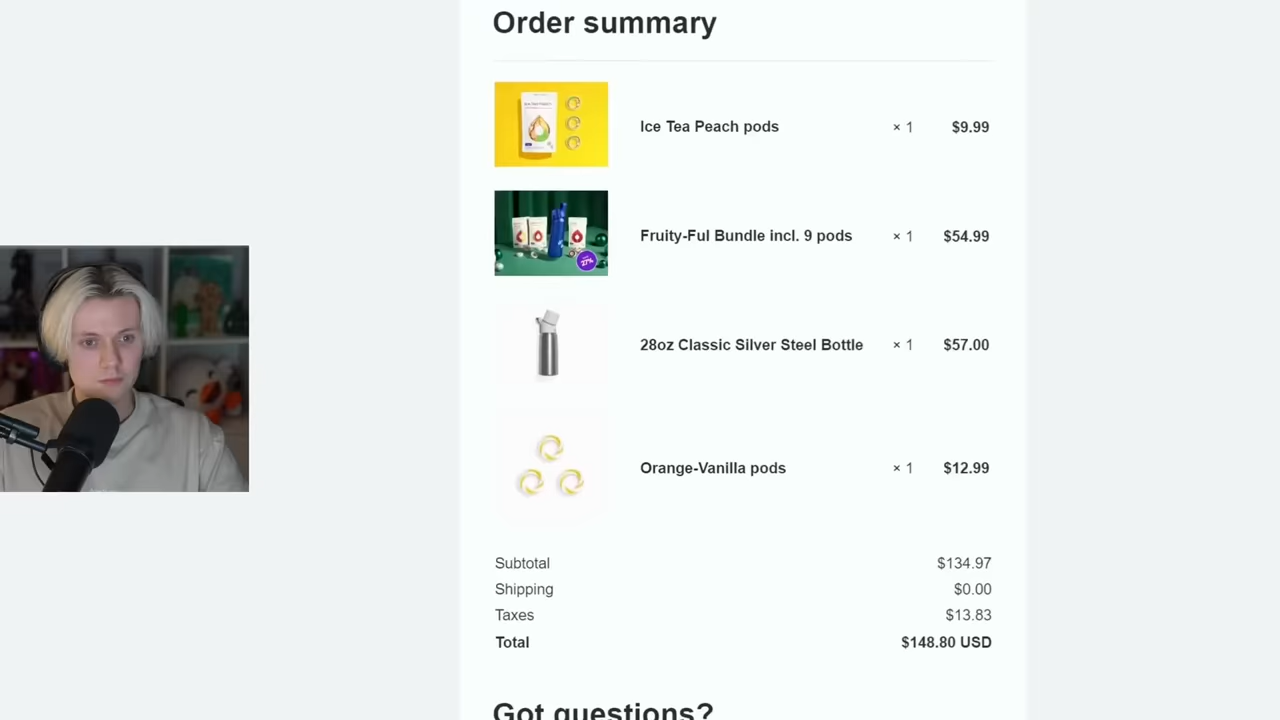 Order summary
Ice Tea Peach pods × 1 $9.99
Fruity-Ful Bundle incl. 9 pods × 1 $54.99
27%
28oz Classic Silver Steel Bottle × 1 $57.00
Orange-Vanilla pods × 1 $12.99
Subtotal $134.97
Shipping $0.00
Taxes $13.83
Total $148.80 USD
Got questions?